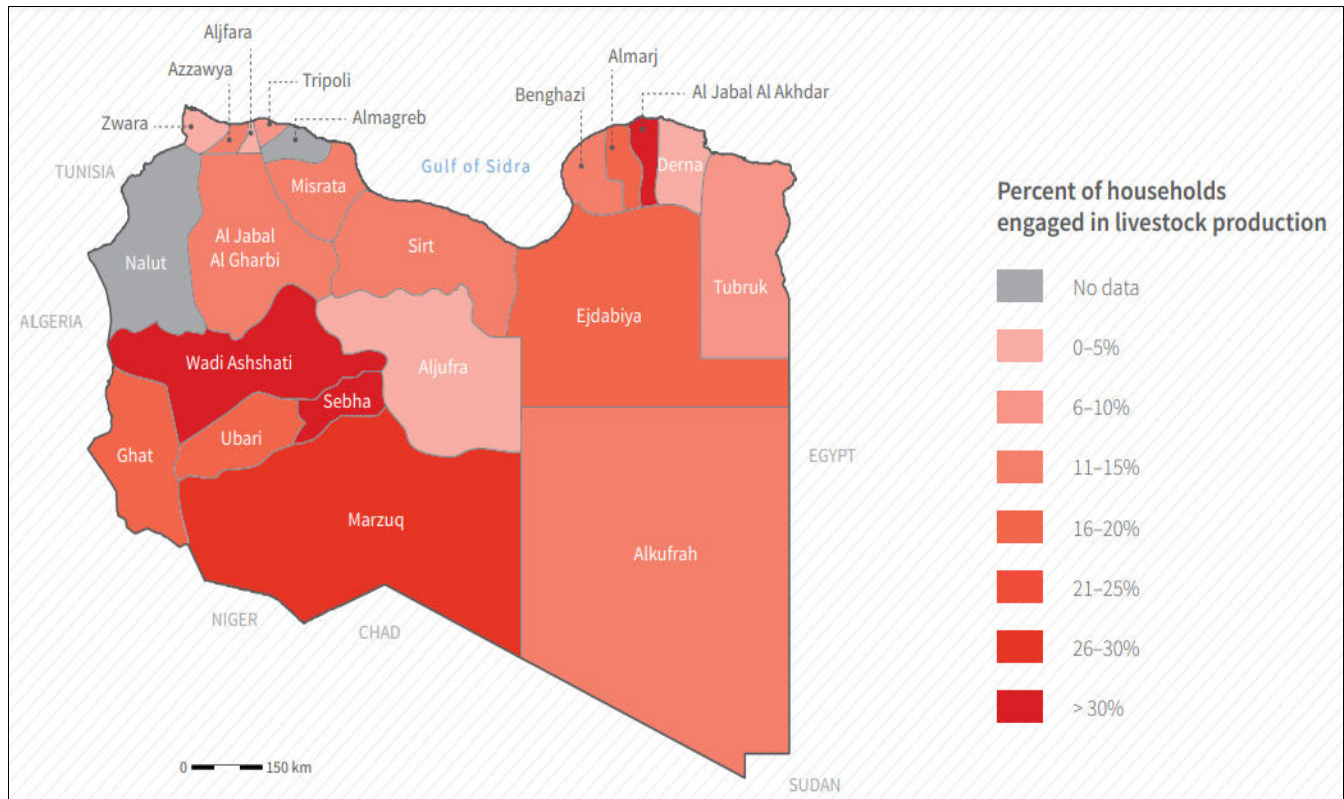 Aljfara
Azzawya
Tripoli
Zwara
Almagreb
Almarj
Benghazi
Al Jabal Al Akhdar
TUNISIA
Gulf of Sidra
Derna
Misrata
Nalut
Al Jabal
Al Gharbi
Sirt
Tubruk
ALGERIA
Ejdabiya
Wadi Ashshati
Aljufra
Sebha
Ubari
Ghat
EGYPT
Marzuq
Alkufrah
NIGER
CHAD
SUDAN
0 150 km
Percent of households
engaged in livestock production
No data
0–5%
6–10%
11–15%
16–20%
21–25%
26–30%
> 30%